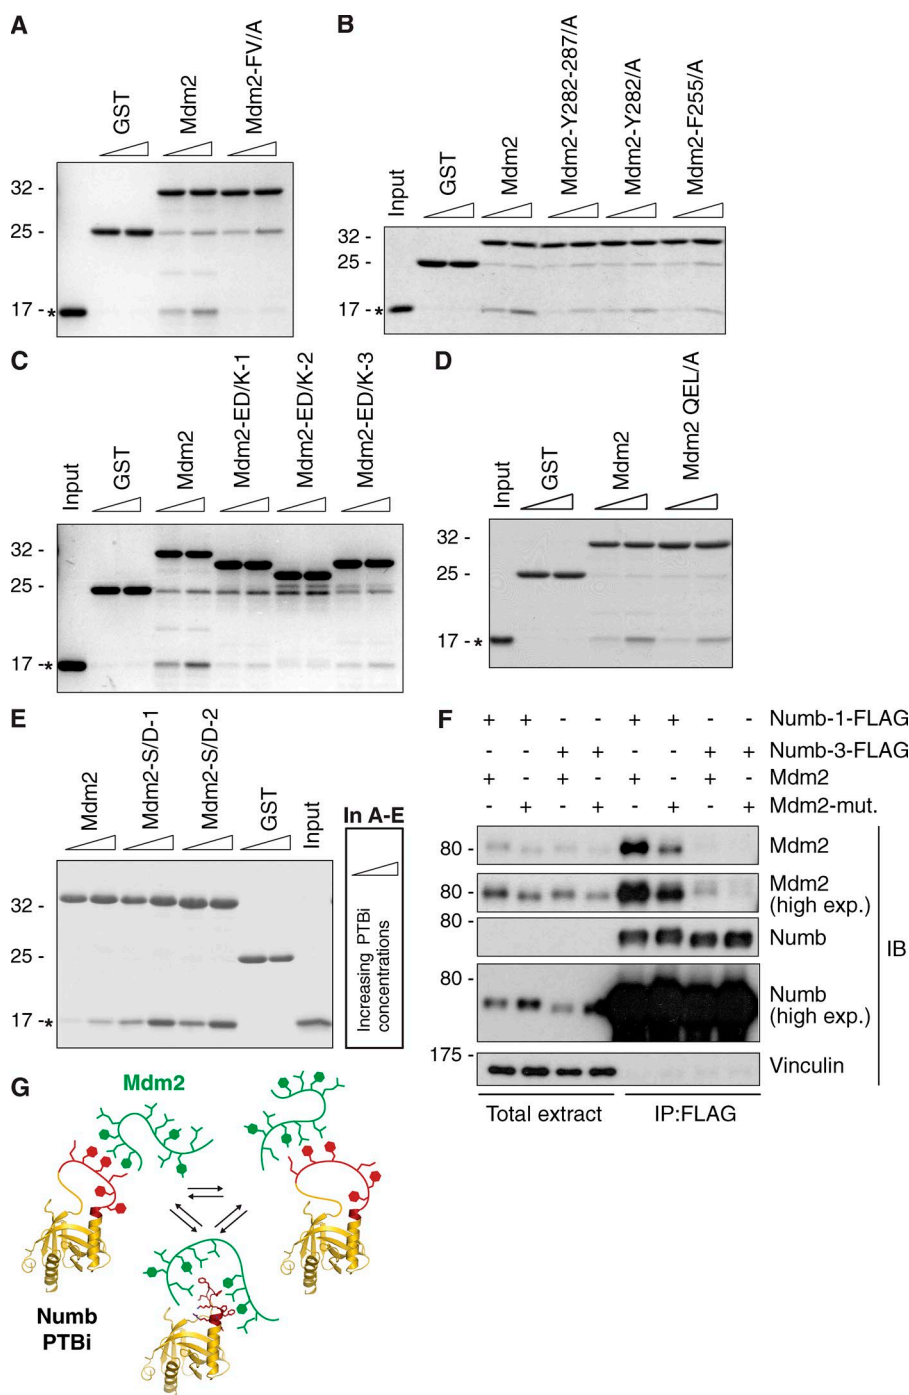 A
GST
Mdm2
Mdm2-FV/A
32 -
25 -
17 -*
B
Input
GST
Mdm2
Mdm2-Y282-287/A
Mdm2-Y282/A
Mdm2-F255/A
32 -
25 -
17 -*
C
Input
GST
Mdm2
Mdm2-ED/K-1
Mdm2-ED/K-2
Mdm2-ED/K-3
32 -
25 -
17 -*
D
Input
GST
Mdm2
Mdm2 QEL/A
32 -
25 -
17 -*
E
Mdm2
Mdm2-S/D-1
Mdm2-S/D-2
GST
Input
32 -
25 -
17 -*
In A-E
Increasing PTBi
concentrations
F
+ + - - + + - - Numb-1-FLAG
- - + + - - + + Numb-3-FLAG
+ - + - + - + - Mdm2
- + - + - + - + Mdm2-mut.
80 - Mdm2
80 - Mdm2
(high exp.)
80 - Numb
80 - Numb
(high exp.)
175 - Vinculin
IB
Total extract IP:FLAG
G
Mdm2
Numb
PTBi